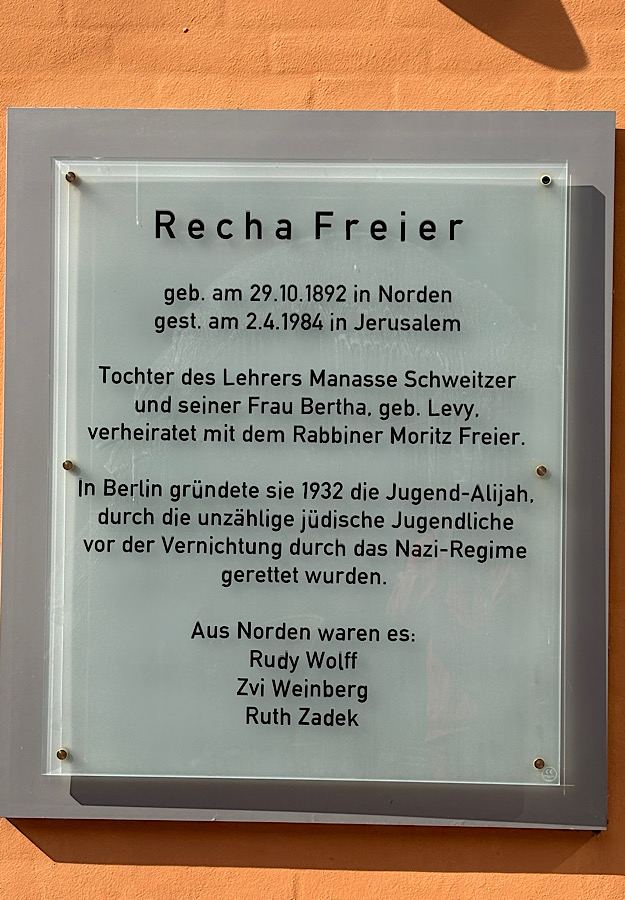 Recha Freier
geb. am 29.10.1892 in Norden
gest. am 2.4.1984 in Jerusalem
Tochter des Lehrers Manasse Schweitzer
und seiner Frau Bertha, geb. Levy,
verheiratet mit dem Rabbiner Moritz Freier.
In Berlin gründete sie 1932 die Jugend-Alijah,
durch die unzählige jüdische Jugendliche
vor der Vernichtung durch das Nazi-Regime
gerettet wurden.
Aus Norden waren es:
Rudy Wolff
Zvi Weinberg
Ruth Zadek